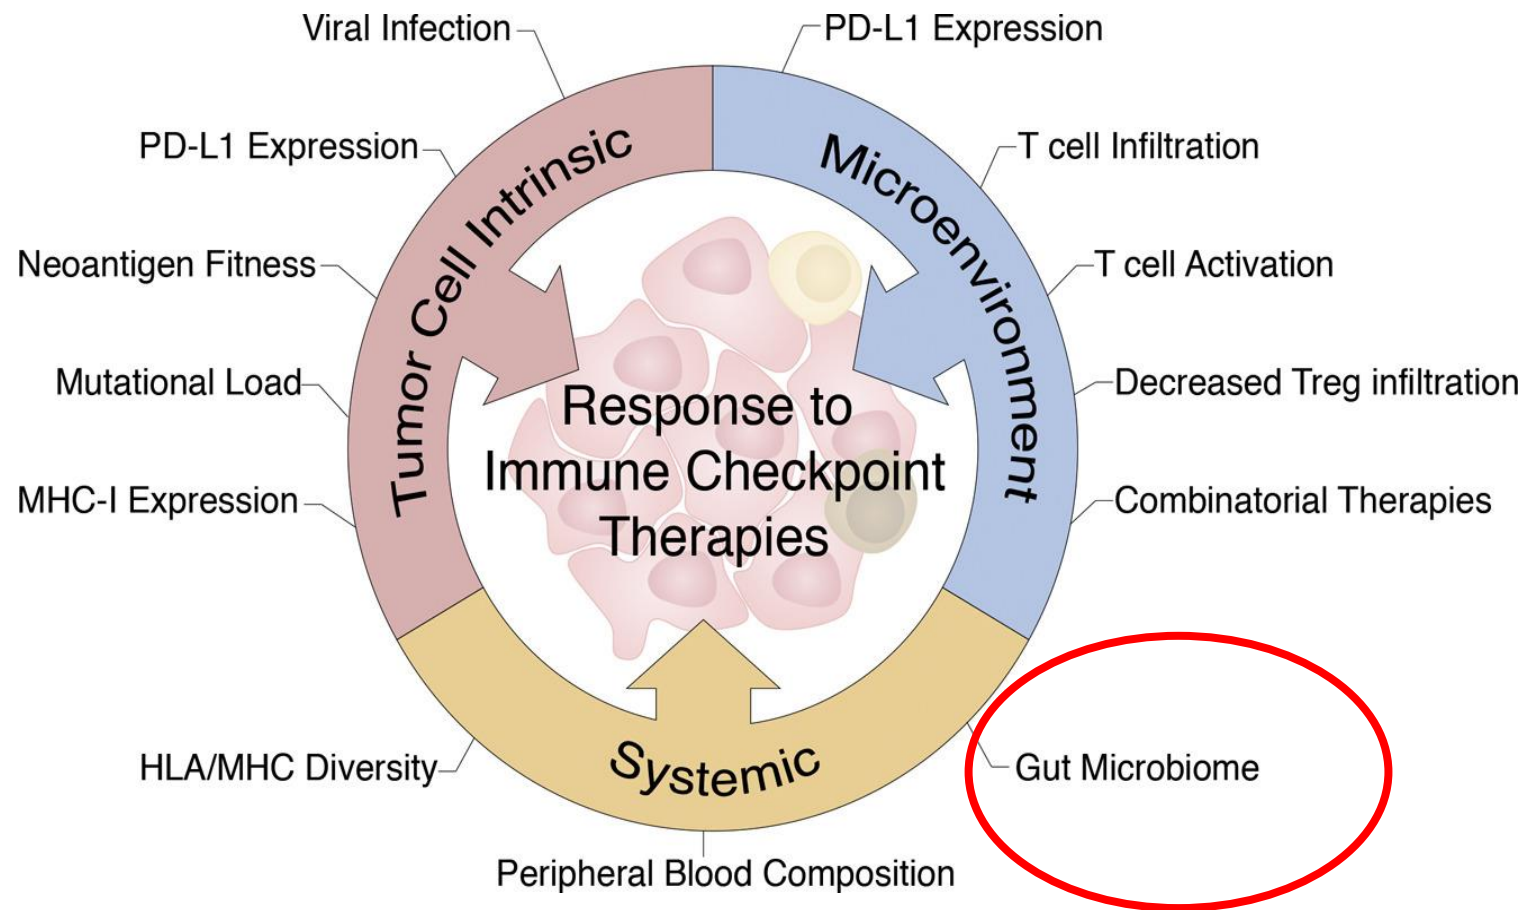 Viral Infection
PD-L1 Expression
PD-L1 Expression
T cell Infiltration
Neoantigen Fitness
T cell Activation
Mutational Load
Decreased Treg infiltration
MHC-I Expression
Combinatorial Therapies
Tumor Cell Intrinsic
Microenvironment
Response to
Immune Checkpoint
Therapies
HLA/MHC Diversity
Systemic
Gut Microbiome
Peripheral Blood Composition